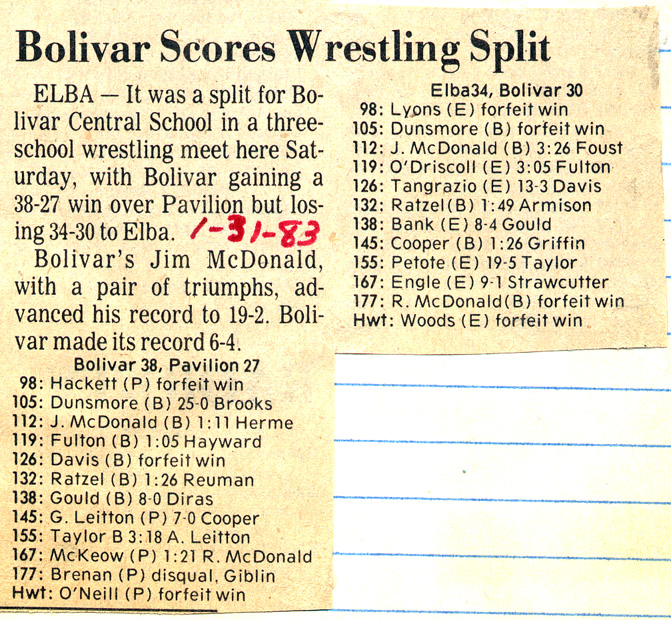 Bolivar Scores Wrestling Split
ELBA — It was a split for Bo-
livar Central School in a three-
school wrestling meet here Sat-
urday, with Bolivar gaining a
38-27 win over Pavilion but los-
ing 34-30 to Elba. 1-31-83
Bolivar's Jim McDonald,
with a pair of triumphs, ad-
vanced his record to 19-2. Boli-
var made its record 6-4.
Bolivar 38, Pavilion 27
98: Hackett (P) forfeit win
105: Dunsmore (B) 25-0 Brooks
112: J. McDonald (B) 1:11 Herme
119: Fulton (B) 1:05 Hayward
126: Davis (B) forfeit win
132: Ratzel (B) 1:26 Reuman
138: Gould (B) 8-0 Diras
145: G. Leitton (P) 7-0 Cooper
155: Taylor B 3:18 A. Leitton
167: McKeow (P) 1:21 R. McDonald
177: Brenan (P) disqual. Giblin
Hwt: O'Neill (P) forfeit win
Elba34, Bolivar 30
98: Lyons (E) forfeit win
105: Dunsmore (B) forfeit win
112: J. McDonald (B) 3:26 Foust
119: O'Driscoll (E) 3:05 Fulton
126: Tangrazio (E) 13-3 Davis
132: Ratzel(B) 1:49 Armison
138: Bank (E) 8-4 Gould
145: Cooper (B) 1:26 Griffin
155: Petote (E) 19-5 Taylor
167: Engle (E) 9-1 Strawcutter
177: R. McDonald(B) forfeit win
Hwt: Woods (E) forfeit win